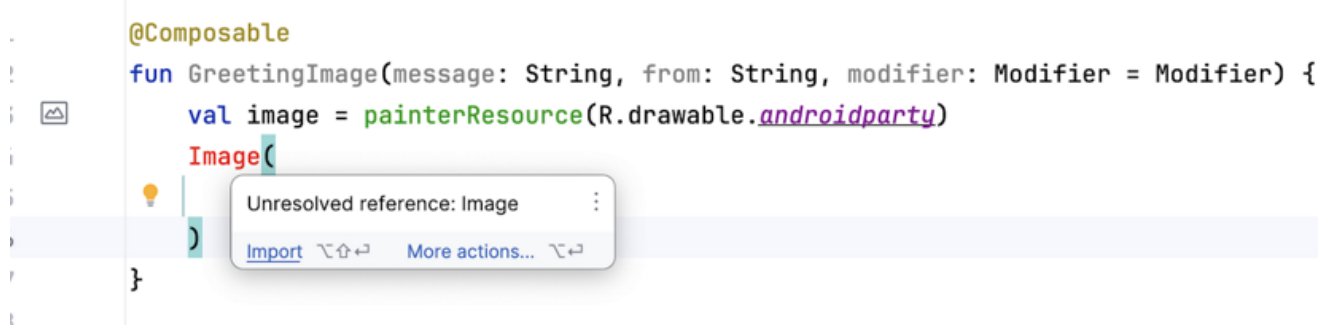 @Composable
fun GreetingImage(message: String, from: String, modifier: Modifier = Modifier) {
val image = painterResource(R.drawable.androidparty)
Image(
Unresolved reference: Image
Import ⌥⇧⏎ More actions... ⌥⏎
)
}